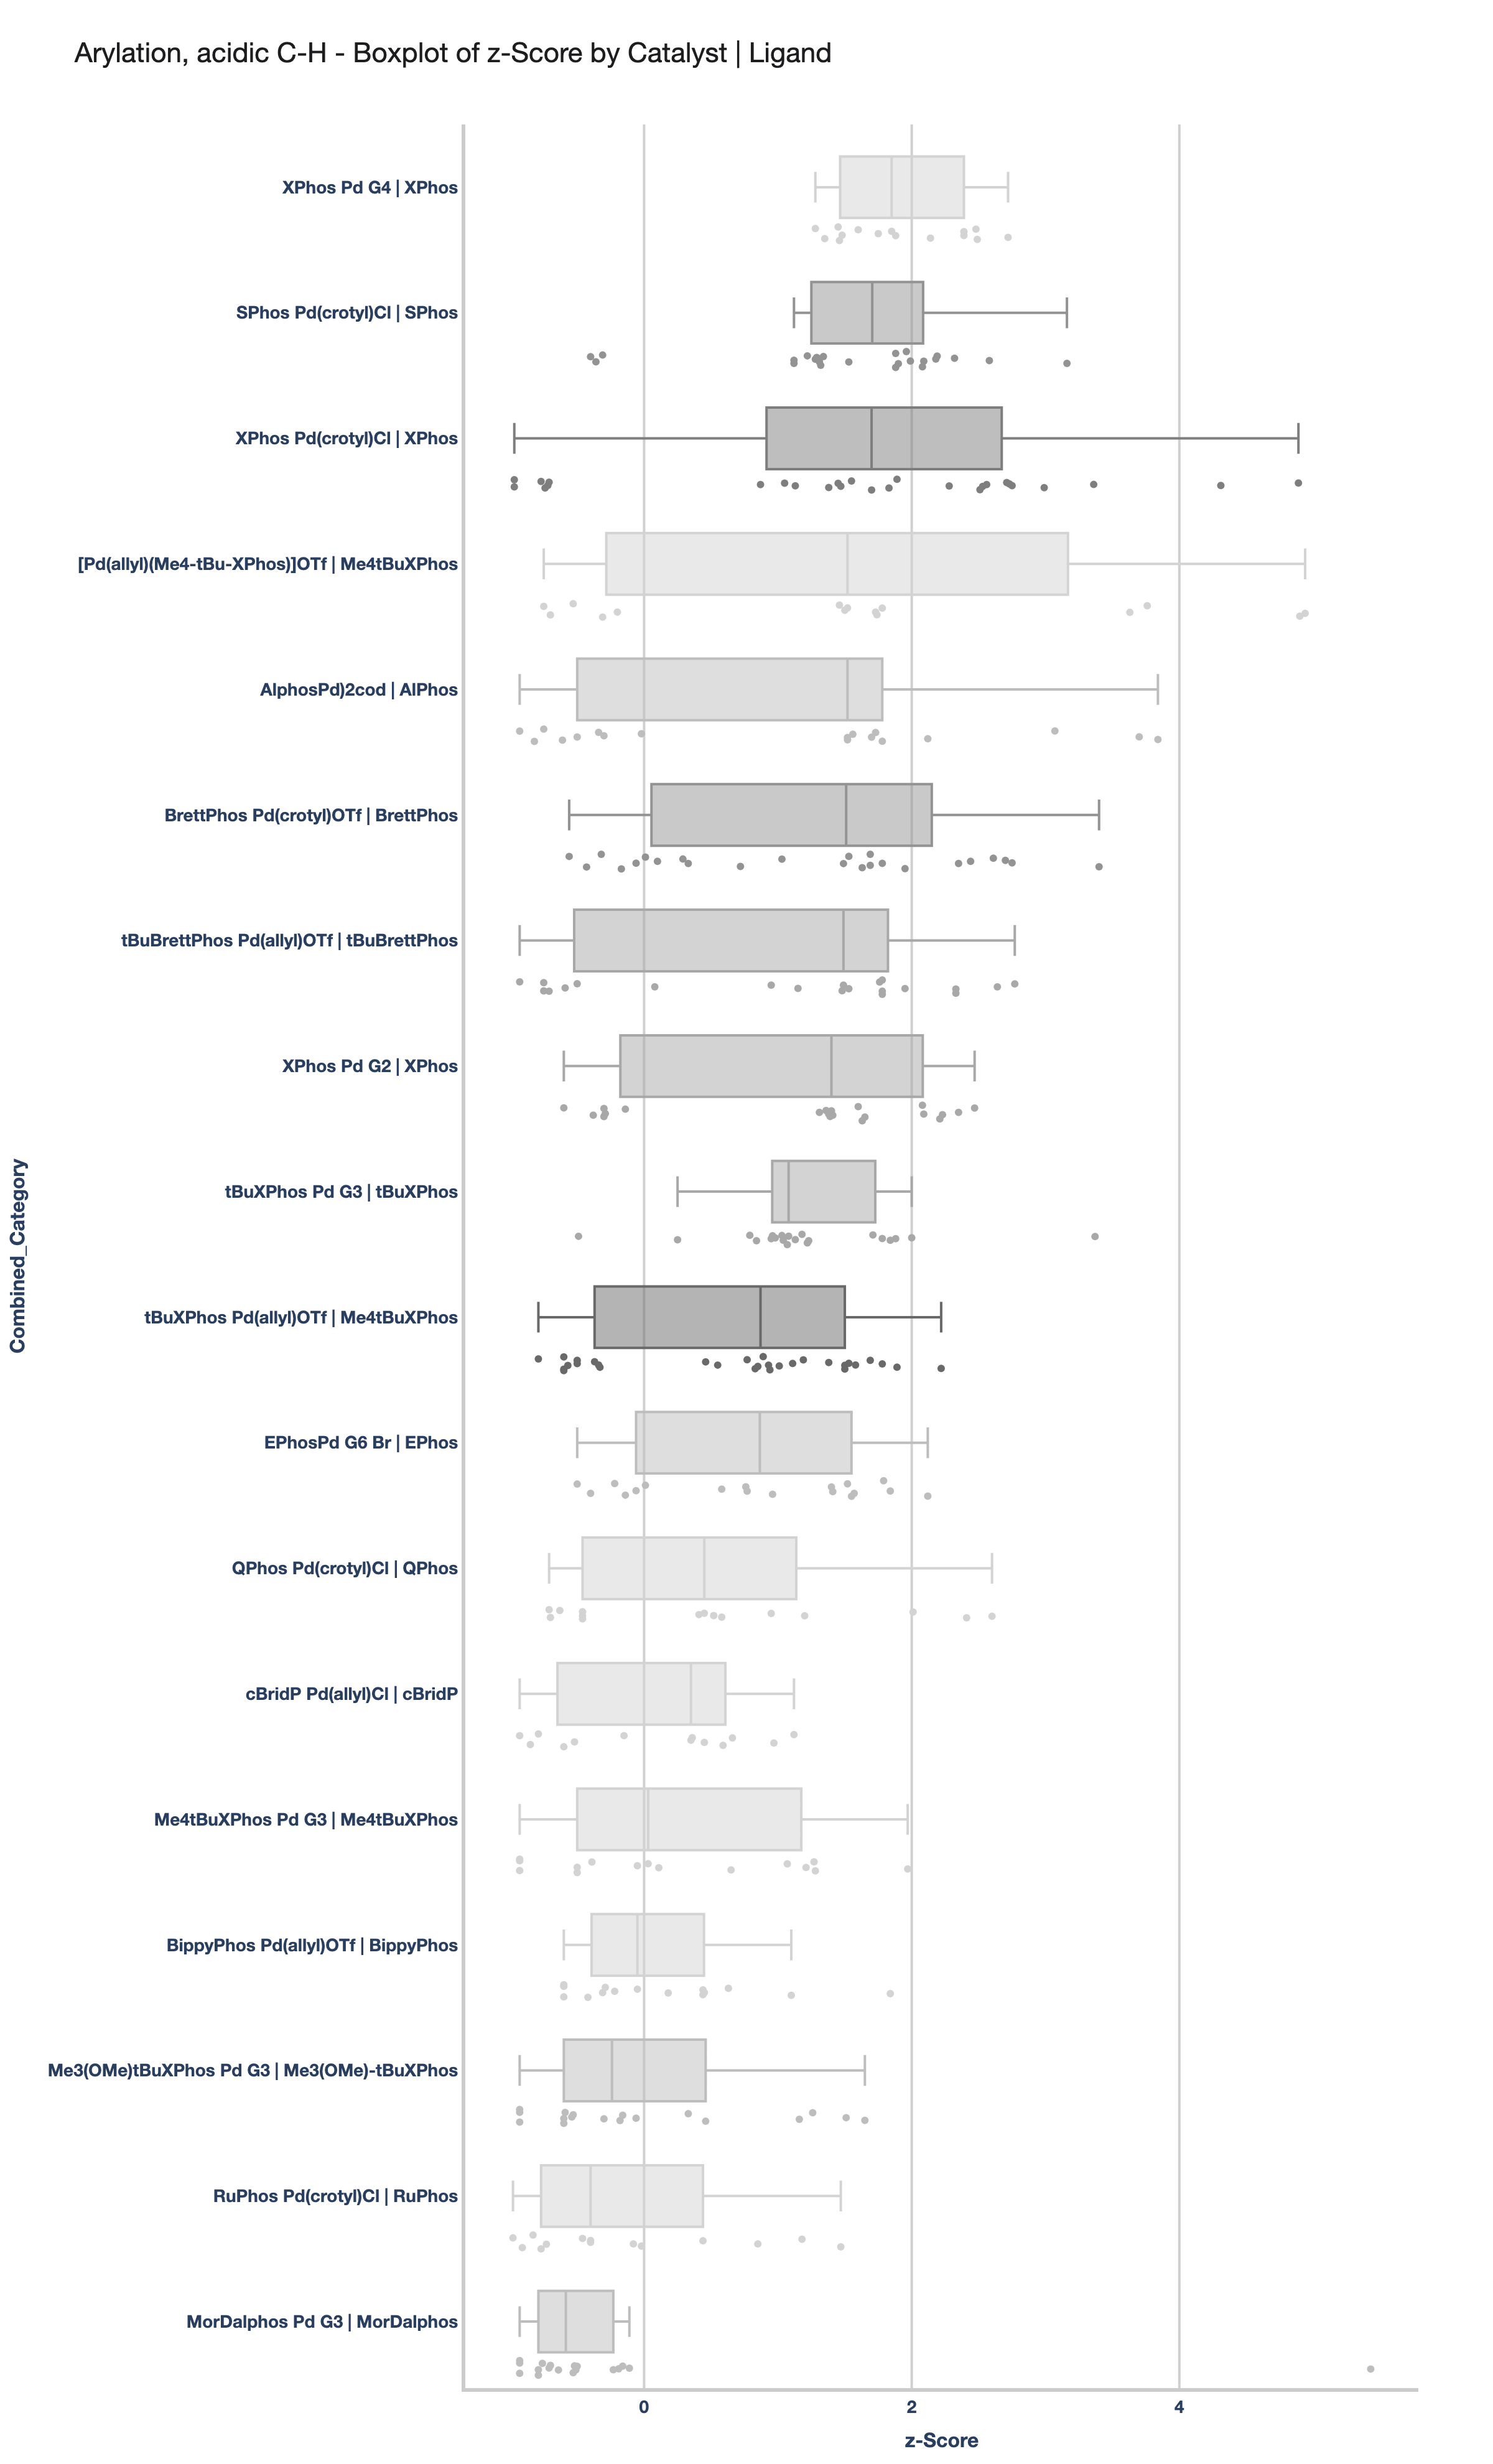 Arylation, acidic C-H - Boxplot of z-Score by Catalyst | Ligand
XPhos Pd G4 | XPhos
SPhos Pd(crotyl)Cl | SPhos
XPhos Pd(crotyl)Cl | XPhos
[Pd(allyl)(Me4-tBu-XPhos)]OTf | Me4tBuXPhos
AlphosPd)2cod | AlPhos
BrettPhos Pd(crotyl)OTf | BrettPhos
tBuBrettPhos Pd(allyl)OTf | tBuBrettPhos
XPhos Pd G2 | XPhos
tBuXPhos Pd G3 | tBuXPhos
tBuXPhos Pd(allyl)OTf | Me4tBuXPhos
EPhosPd G6 Br | EPhos
QPhos Pd(crotyl)Cl | QPhos
cBridP Pd(allyl)Cl | cBridP
Me4tBuXPhos Pd G3 | Me4tBuXPhos
BippyPhos Pd(allyl)OTf | BippyPhos
Me3(OMe)tBuXPhos Pd G3 | Me3(OMe)-tBuXPhos
RuPhos Pd(crotyl)Cl | RuPhos
MorDalphos Pd G3 | MorDalphos
Combined_Category
0 2 4
z-Score